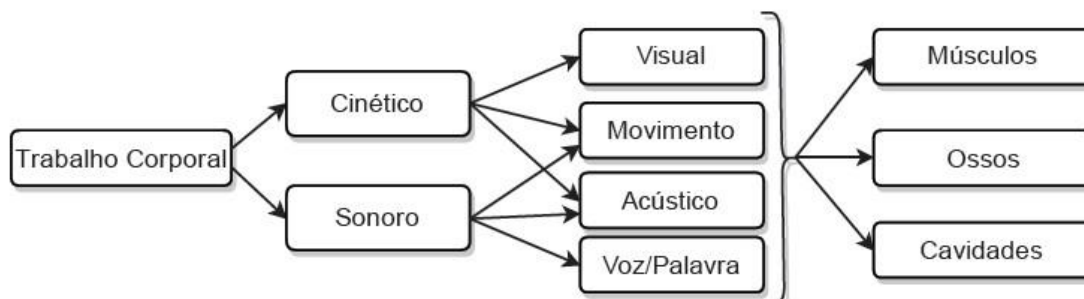 Trabalho Corporal
Cinético
Sonoro
Visual
Movimento
Acústico
Voz/Palavra
Músculos
Ossos
Cavidades